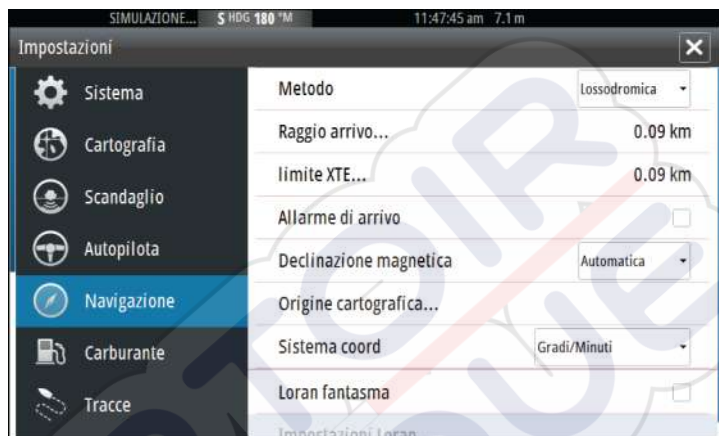 SIMULAZIONE... S HDG 180 °M 11:47:45 am 7.1 m
Impostazioni
Sistema
Cartografia
Scandaglio
Autopilota
Navigazione
Carburante
Tracce
Metodo Lossodromica
Raggio arrivo... 0.09 km
limite XTE... 0.09 km
Allarme di arrivo
Declinazione magnetica Automatica
Origine cartografica...
Sistema coord Gradi/Minuti
Loran fantasma
Impostazioni Loran...